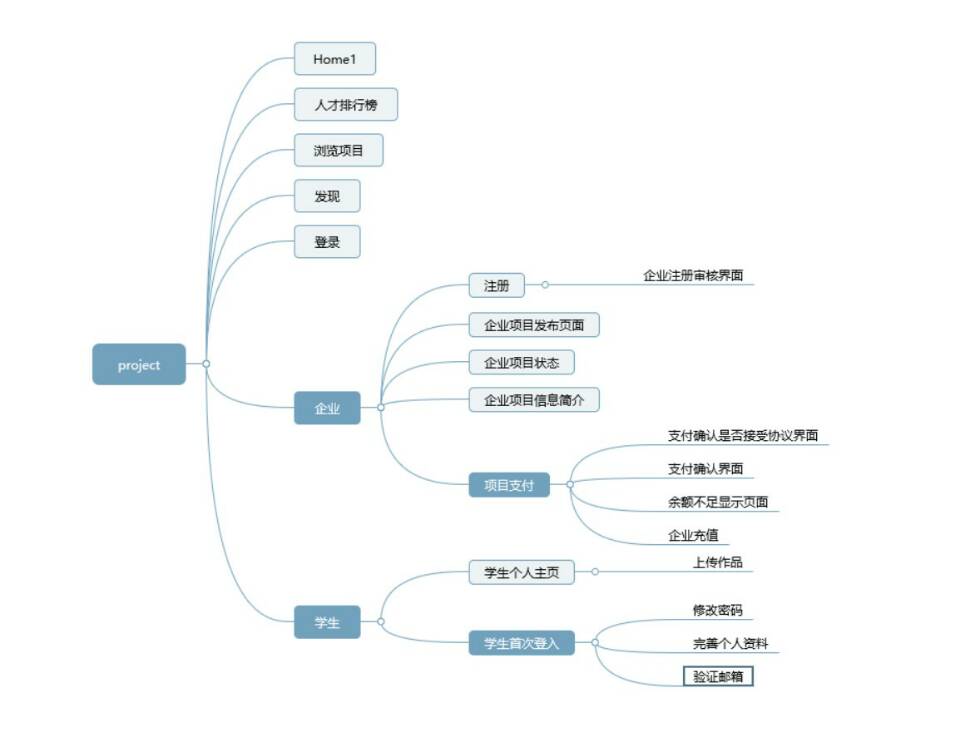 Home1
人才排行榜
浏览项目
发现
登录
project
企业
注册
企业注册审核界面
企业项目发布页面
企业项目状态
企业项目信息简介
项目支付
支付确认是否接受协议界面
支付确认界面
余额不足显示页面
企业充值
学生
学生个人主页
上传作品
学生首次登入
修改密码
完善个人资料
验证邮箱